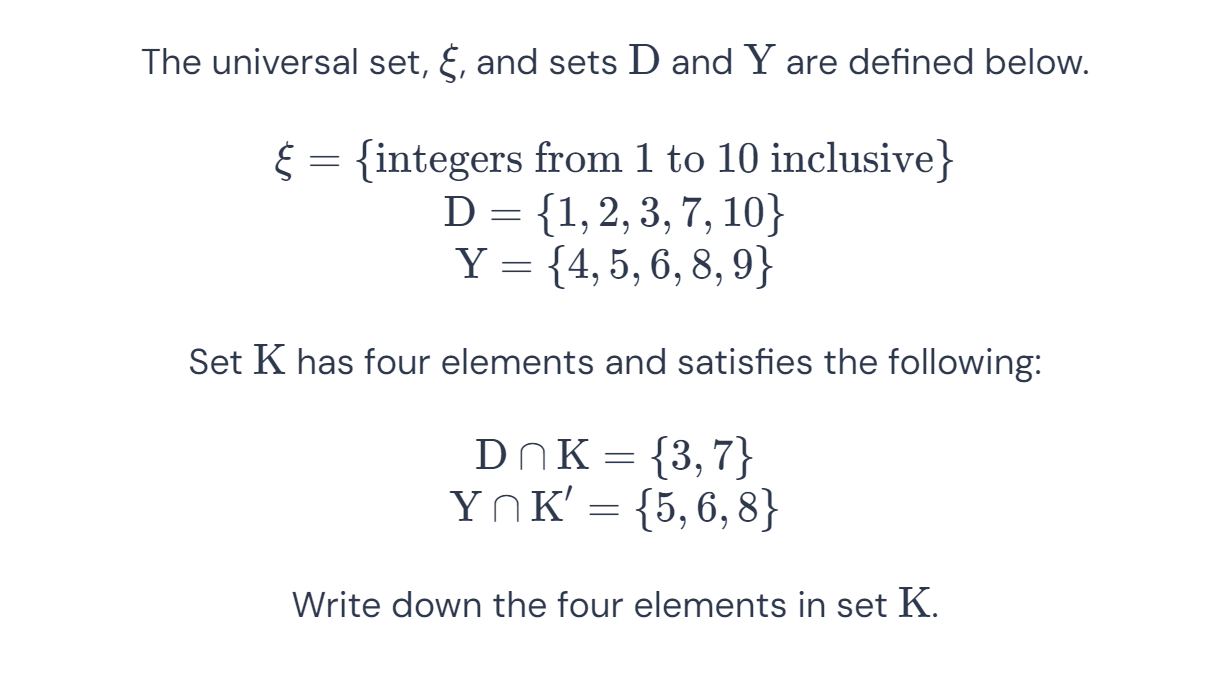 The universal set, ξ, and sets D and Y are defined below.
ξ = {integers from 1 to 10 inclusive}
D = {1, 2, 3, 7, 10}
Y = {4, 5, 6, 8, 9}
Set K has four elements and satisfies the following:
D ∩ K = {3, 7}
Y ∩ K′ = {5, 6, 8}
Write down the four elements in set K.